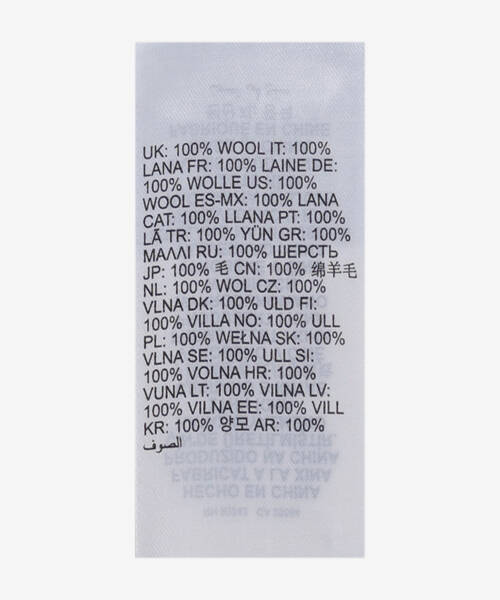 UK: 100% WOOL IT: 100%
LANA FR: 100% LAINE DE:
100% WOLLE US: 100%
WOOL ES-MX: 100% LANA
CAT: 100% LLANA PT: 100%
LÃ TR: 100% YÜN GR: 100%
ΜΑΛΛΙ RU: 100% ШЕРСТЬ
JP: 100% 毛 CN: 100% 绵羊毛
NL: 100% WOL CZ: 100%
VLNA DK: 100% ULD FI:
100% VILLA NO: 100% ULL
PL: 100% WEŁNA SK: 100%
VLNA SE: 100% ULL SI:
100% VOLNA HR: 100%
VUNA LT: 100% VILNA LV:
100% VILNA EE: 100% VILL
KR: 100% 양모 AR: 100%
الصوف